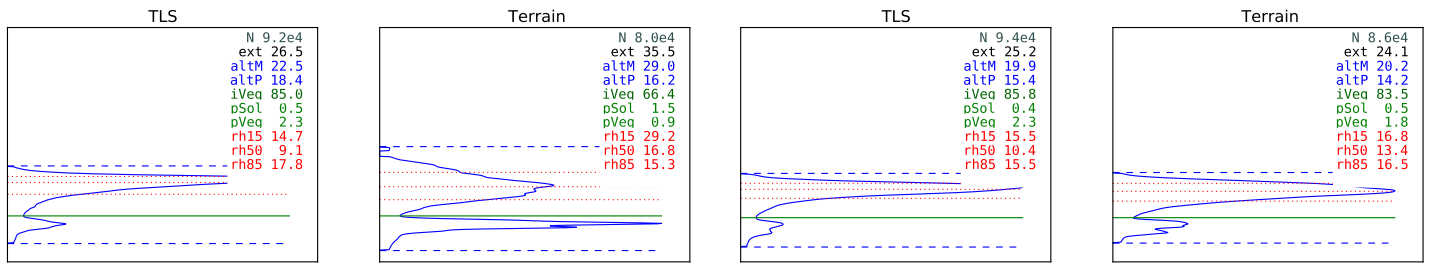 TLS
N 9.2e4
ext 26.5
altM 22.5
altP 18.4
iVeg 85.0
pSol 0.5
pVeg 2.3
rh15 14.7
rh50 9.1
rh85 17.8
Terrain
N 8.0e4
ext 35.5
altM 29.0
altP 16.2
iVeg 66.4
pSol 1.5
pVeg 0.9
rh15 29.2
rh50 16.8
rh85 15.3
TLS
N 9.4e4
ext 25.2
altM 19.9
altP 15.4
iVeg 85.8
pSol 0.4
pVeg 2.3
rh15 15.5
rh50 10.4
rh85 15.5
Terrain
N 8.6e4
ext 24.1
altM 20.2
altP 14.2
iVeg 83.5
pSol 0.5
pVeg 1.8
rh15 16.8
rh50 13.4
rh85 16.5